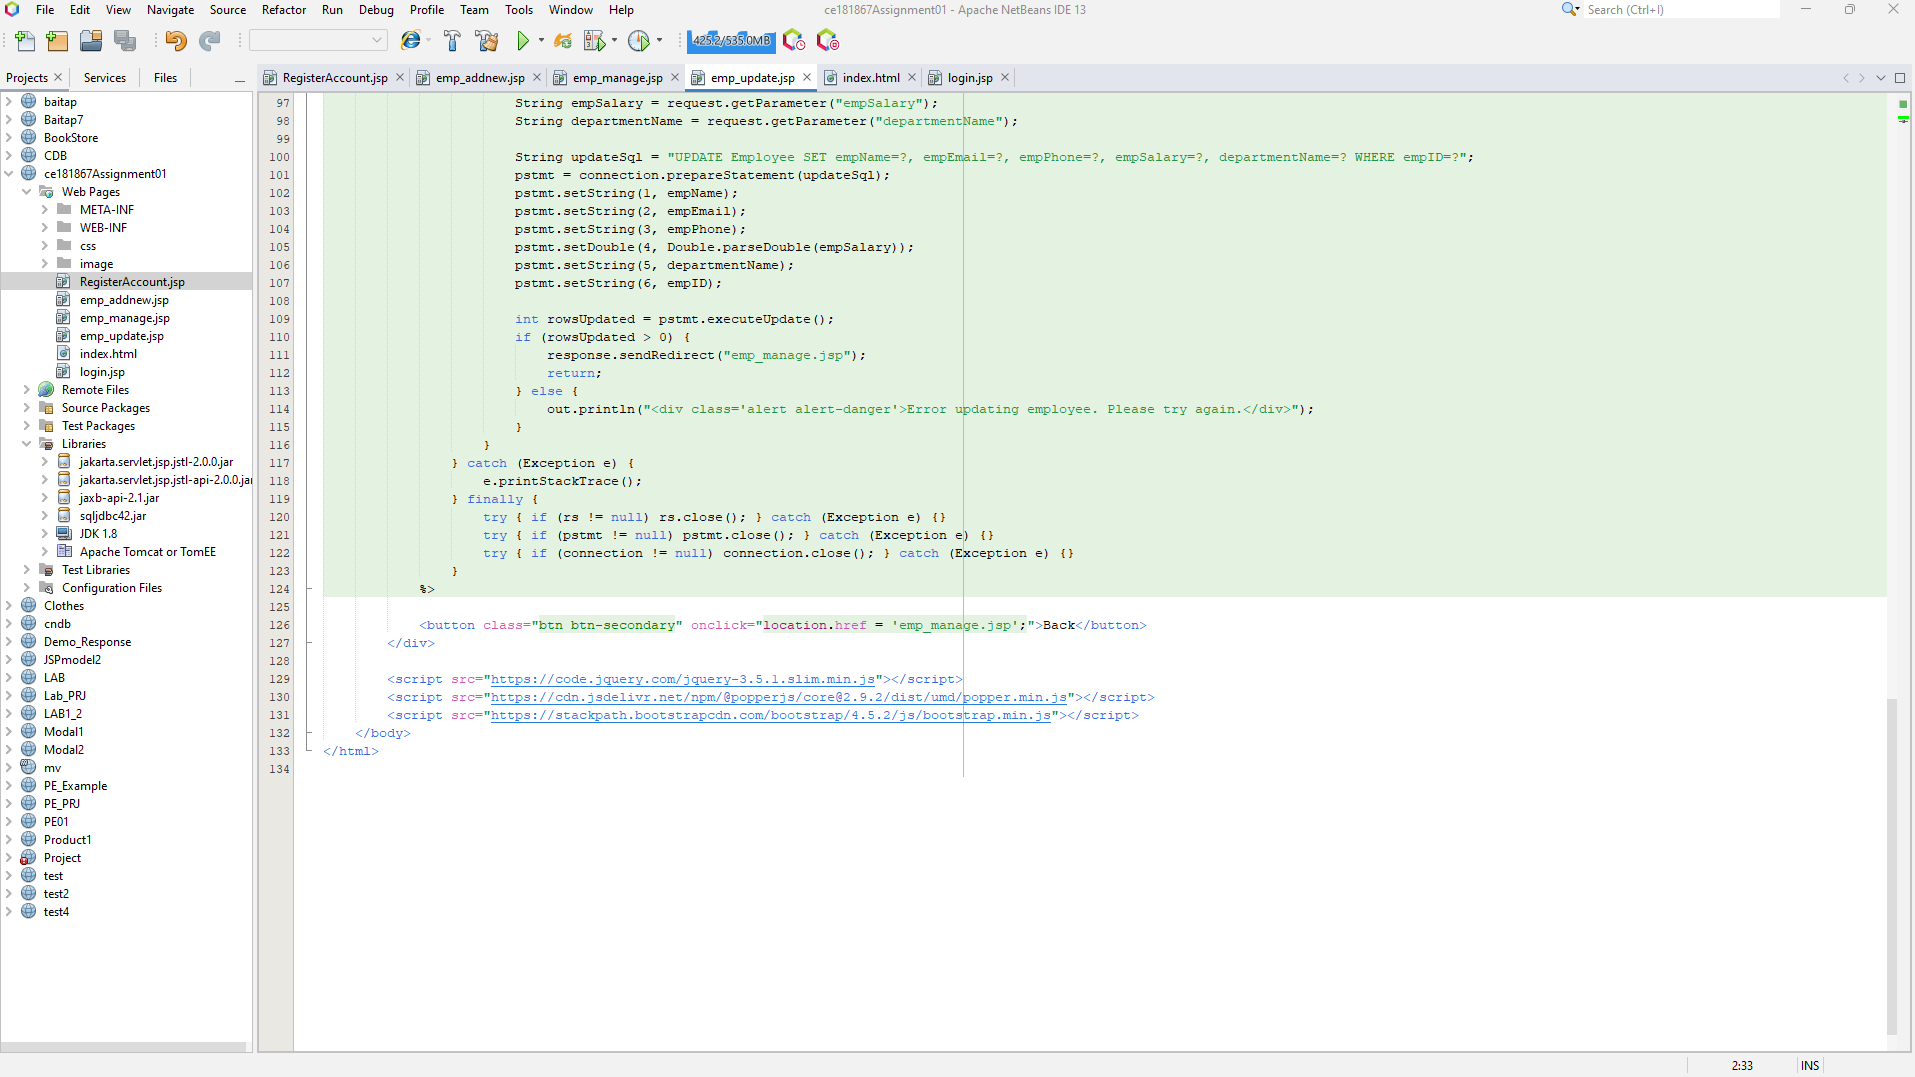 File Edit View Navigate Source Refactor Run Debug Profile Team Tools Window Help
ce181867Assignment01 - Apache NetBeans IDE 13
Search (Ctrl+I)
425.2/535.0MB
Projects
Services
Files
RegisterAccount.jsp
emp_addnew.jsp
emp_manage.jsp
emp_update.jsp
index.html
login.jsp
baitap
Baitap7
BookStore
CDB
ce181867Assignment01
Web Pages
META-INF
WEB-INF
css
image
RegisterAccount.jsp
emp_addnew.jsp
emp_manage.jsp
emp_update.jsp
index.html
login.jsp
Remote Files
Source Packages
Test Packages
Libraries
jakarta.servlet.jsp.jstl-2.0.0.jar
jakarta.servlet.jsp.jstl-api-2.0.0.jar
jaxb-api-2.1.jar
sqljdbc42.jar
JDK 1.8
Apache Tomcat or TomEE
Test Libraries
Configuration Files
Clothes
cndb
Demo_Response
JSPmodel2
LAB
Lab_PRJ
LAB1_2
Modal1
Modal2
mv
PE_Example
PE_PRJ
PE01
Product1
Project
test
test2
test4
97 String empSalary = request.getParameter("empSalary");
98 String departmentName = request.getParameter("departmentName");
99
100 String updateSql = "UPDATE Employee SET empName=?, empEmail=?, empPhone=?, empSalary=?, departmentName=? WHERE empID=?";
101 pstmt = connection.prepareStatement(updateSql);
102 pstmt.setString(1, empName);
103 pstmt.setString(2, empEmail);
104 pstmt.setString(3, empPhone);
105 pstmt.setDouble(4, Double.parseDouble(empSalary));
106 pstmt.setString(5, departmentName);
107 pstmt.setString(6, empID);
108
109 int rowsUpdated = pstmt.executeUpdate();
110 if (rowsUpdated > 0) {
111 response.sendRedirect("emp_manage.jsp");
112 return;
113 } else {
114 out.println("<div class='alert alert-danger'>Error updating employee. Please try again.</div>");
115 }
116 }
117 } catch (Exception e) {
118 e.printStackTrace();
119 } finally {
120 try { if (rs != null) rs.close(); } catch (Exception e) {}
121 try { if (pstmt != null) pstmt.close(); } catch (Exception e) {}
122 try { if (connection != null) connection.close(); } catch (Exception e) {}
123 }
124 %>
125
126 <button class="btn btn-secondary" onclick="location.href = 'emp_manage.jsp';">Back</button>
127 </div>
128
129 <script src="https://code.jquery.com/jquery-3.5.1.slim.min.js"></script>
130 <script src="https://cdn.jsdelivr.net/npm/@popperjs/core@2.9.2/dist/umd/popper.min.js"></script>
131 <script src="https://stackpath.bootstrapcdn.com/bootstrap/4.5.2/js/bootstrap.min.js"></script>
132 </body>
133 </html>
134
2:33 INS